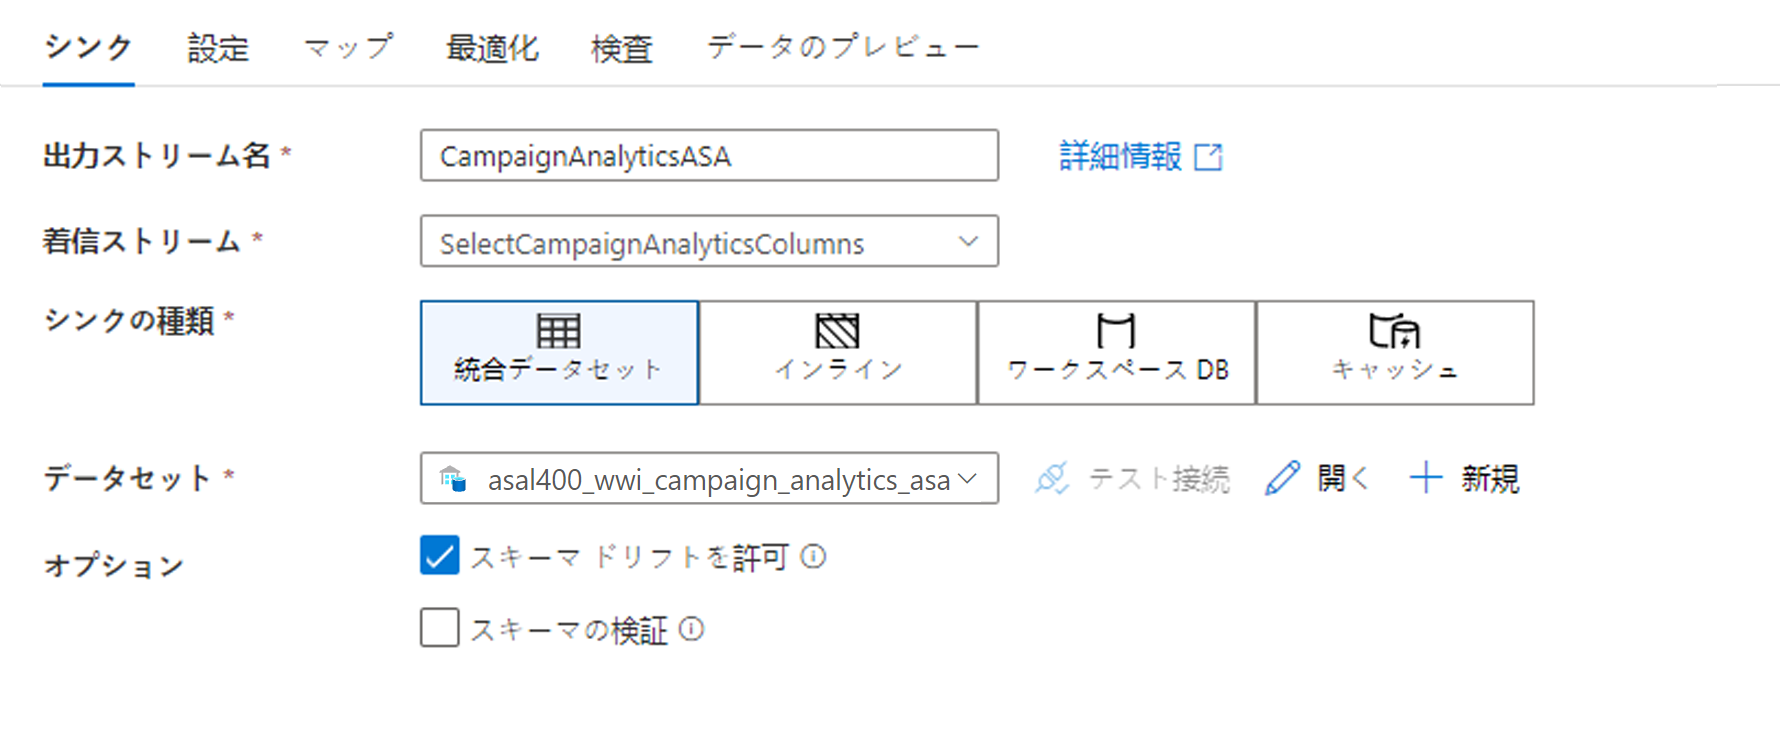 シンク 設定 マップ 最適化 検査 データのプレビュー
出力ストリーム名 * CampaignAnalyticsASA 詳細情報
着信ストリーム * SelectCampaignAnalyticsColumns
シンクの種類 * 統合データセット インライン ワークスペース DB キャッシュ
データセット * asal400_wwi_campaign_analytics_asa テスト接続 開く 新規
オプション スキーマ ドリフトを許可
スキーマの検証